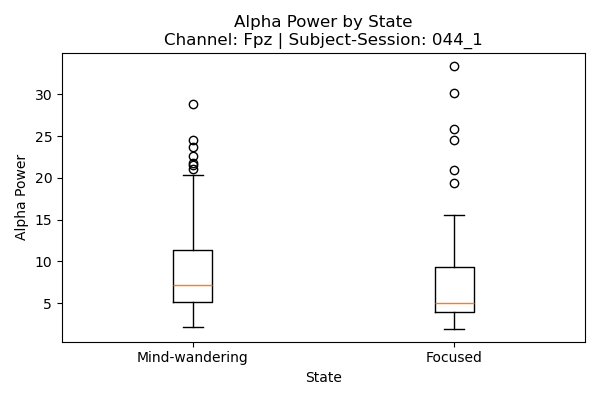 Alpha Power by State
Channel: Fpz | Subject-Session: 044_1
Alpha Power
30
25
20
15
10
5
Mind-wandering
Focused
State